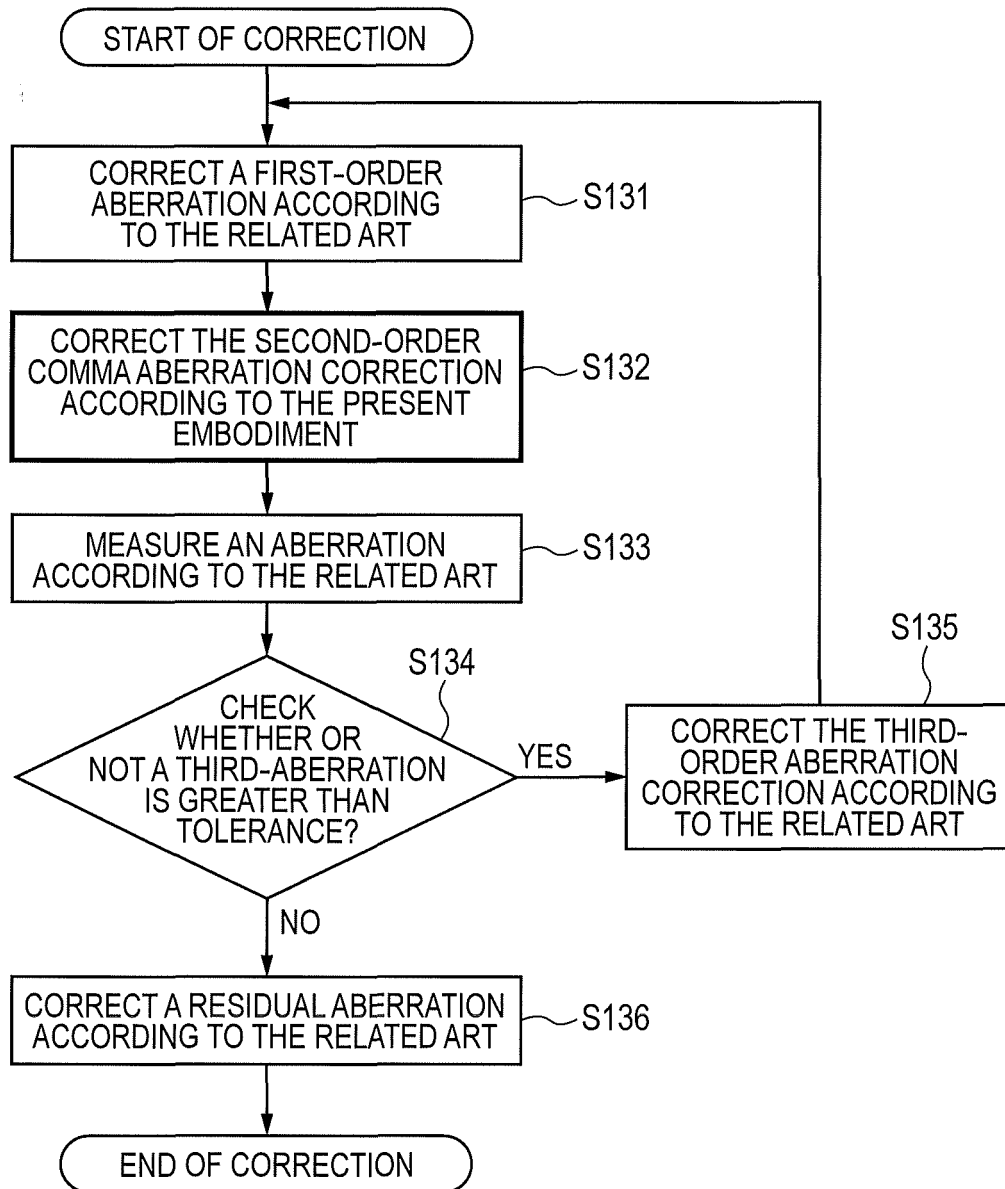 START OF CORRECTION
CORRECT A FIRST-ORDER
ABERRATION ACCORDING
TO THE RELATED ART
S131
CORRECT THE SECOND-ORDER
COMMA ABERRATION CORRECTION
ACCORDING TO THE PRESENT
EMBODIMENT
S132
MEASURE AN ABERRATION
ACCORDING TO THE RELATED ART
S133
S134
CHECK
WHETHER OR
NOT A THIRD-ABERRATION
IS GREATER THAN
TOLERANCE?
YES
S135
CORRECT THE THIRD-
ORDER ABERRATION
CORRECTION ACCORDING
TO THE RELATED ART
NO
CORRECT A RESIDUAL ABERRATION
ACCORDING TO THE RELATED ART
S136
END OF CORRECTION